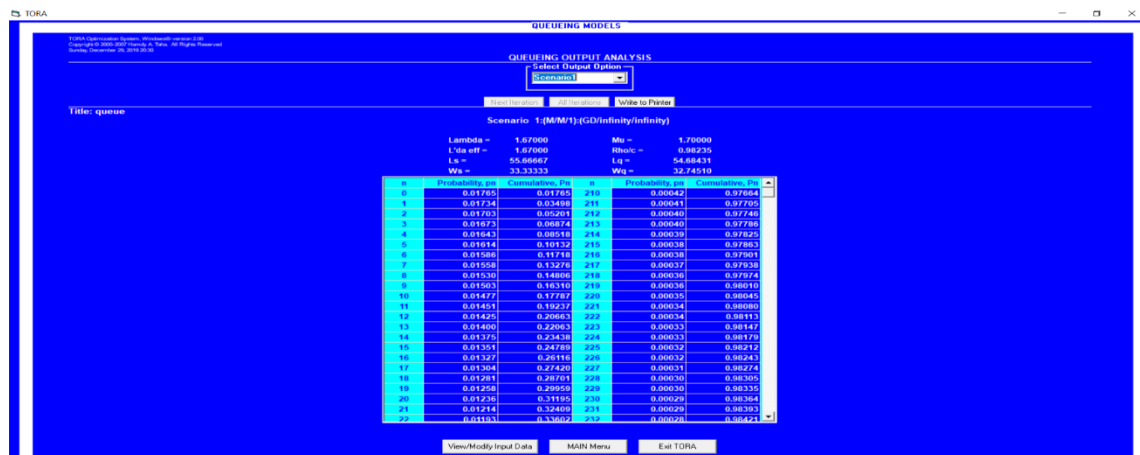 TORA
QUEUEING MODELS
TORA Optimization System, Windows®-version 2.00
Copyright © 2000-2007 Hamdy A. Taha. All Rights Reserved
Sunday, December 29, 2019 20:30
QUEUEING OUTPUT ANALYSIS
Select Output Option
Scenario1
Next Iteration All Iterations Write to Printer
Title: queue
Scenario 1:(M/M/1):(GD/infinity/infinity)
Lambda = 1.67000 Mu = 1.70000
L'da eff = 1.67000 Rho/c = 0.98235
Ls = 55.66667 Lq = 54.68431
Ws = 33.33333 Wq = 32.74510
n Probability, pn Cumulative, Pn n Probability, pn Cumulative, Pn
0 0.01765 0.01765 210 0.00042 0.97664
1 0.01734 0.03498 211 0.00041 0.97705
2 0.01703 0.05201 212 0.00040 0.97746
3 0.01673 0.06874 213 0.00040 0.97786
4 0.01643 0.08518 214 0.00039 0.97825
5 0.01614 0.10132 215 0.00038 0.97863
6 0.01586 0.11718 216 0.00038 0.97901
7 0.01558 0.13276 217 0.00037 0.97938
8 0.01530 0.14806 218 0.00036 0.97974
9 0.01503 0.16310 219 0.00036 0.98010
10 0.01477 0.17787 220 0.00035 0.98045
11 0.01451 0.19237 221 0.00034 0.98080
12 0.01425 0.20663 222 0.00034 0.98113
13 0.01400 0.22063 223 0.00033 0.98147
14 0.01375 0.23438 224 0.00033 0.98179
15 0.01351 0.24789 225 0.00032 0.98212
16 0.01327 0.26116 226 0.00032 0.98243
17 0.01304 0.27420 227 0.00031 0.98274
18 0.01281 0.28701 228 0.00030 0.98305
19 0.01258 0.29959 229 0.00030 0.98335
20 0.01236 0.31195 230 0.00029 0.98364
21 0.01214 0.32409 231 0.00029 0.98393
22 0.01193 0.33602 232 0.00028 0.98421
View/Modify Input Data MAIN Menu Exit TORA